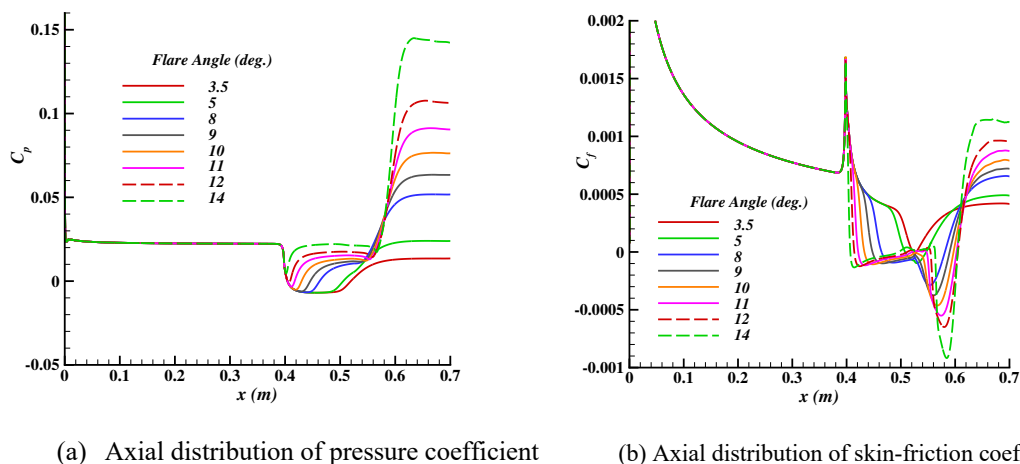 0.15
0.1
0.05
0
-0.05
C_p
Flare Angle (deg.)
3.5
5
8
9
10
11
12
14
0 0.1 0.2 0.3 0.4 0.5 0.6 0.7
x (m)
(a) Axial distribution of pressure coefficient
0.002
0.0015
0.001
0.0005
0
-0.0005
-0.001
C_f
Flare Angle (deg.)
3.5
5
8
9
10
11
12
14
0 0.1 0.2 0.3 0.4 0.5 0.6 0.7
x (m)
(b) Axial distribution of skin-friction coef